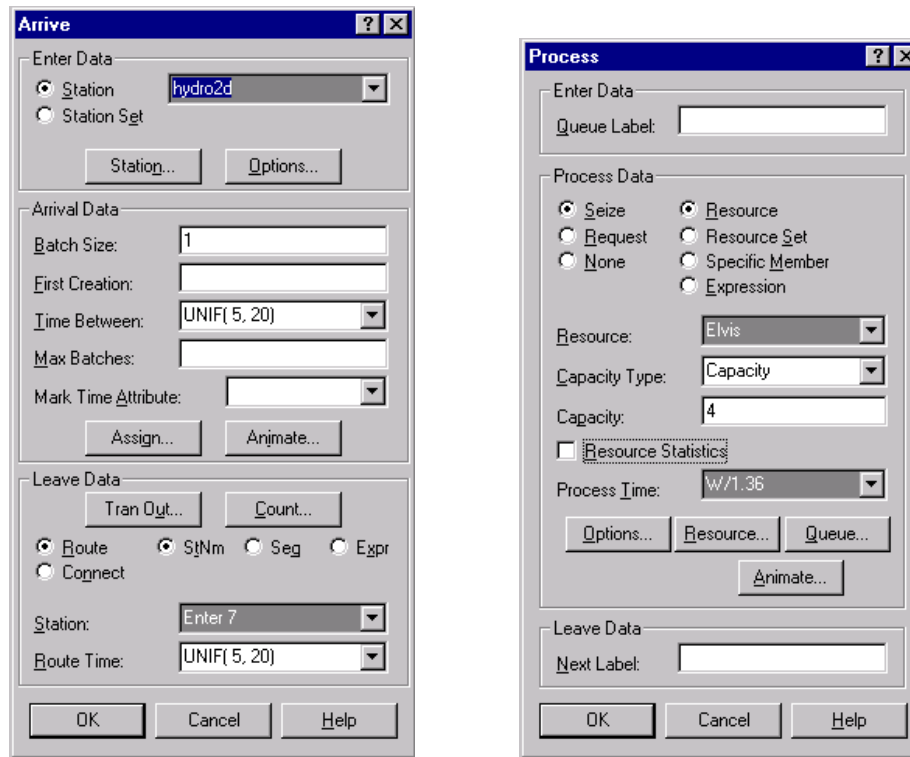 Arrive
Enter Data
Station
hydro2d
Station Set
Station...
Options...
Arrival Data
Batch Size:
1
First Creation:
Time Between:
UNIF( 5, 20)
Max Batches:
Mark Time Attribute:
Assign...
Animate...
Leave Data
Tran Out...
Count...
Route
StNm
Seg
Expr
Connect
Station:
Enter 7
Route Time:
UNIF( 5, 20)
OK
Cancel
Help
Process
Enter Data
Queue Label:
Process Data
Seize
Resource
Request
Resource Set
None
Specific Member
Expression
Resource:
Elvis
Capacity Type:
Capacity
Capacity:
4
Resource Statistics
Process Time:
W/1.36
Options...
Resource...
Queue...
Animate...
Leave Data
Next Label:
OK
Cancel
Help